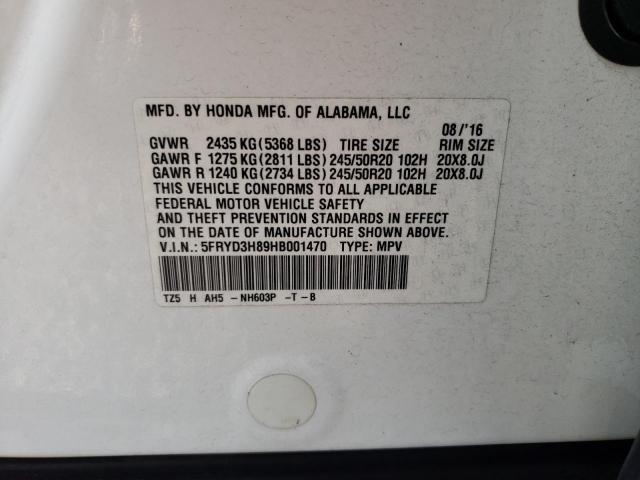 MFD. BY HONDA MFG. OF ALABAMA, LLC
08/'16
GVWR 2435 KG (5368 LBS) TIRE SIZE RIM SIZE
GAWR F 1275 KG (2811 LBS) 245/50R20 102H 20X8.0J
GAWR R 1240 KG (2734 LBS) 245/50R20 102H 20X8.0J
THIS VEHICLE CONFORMS TO ALL APPLICABLE
FEDERAL MOTOR VEHICLE SAFETY
AND THEFT PREVENTION STANDARDS IN EFFECT
ON THE DATE OF MANUFACTURE SHOWN ABOVE.
V.I.N.: 5FRYD3H89HB001470 TYPE: MPV
TZ5 H AH5 -NH603P -T-B